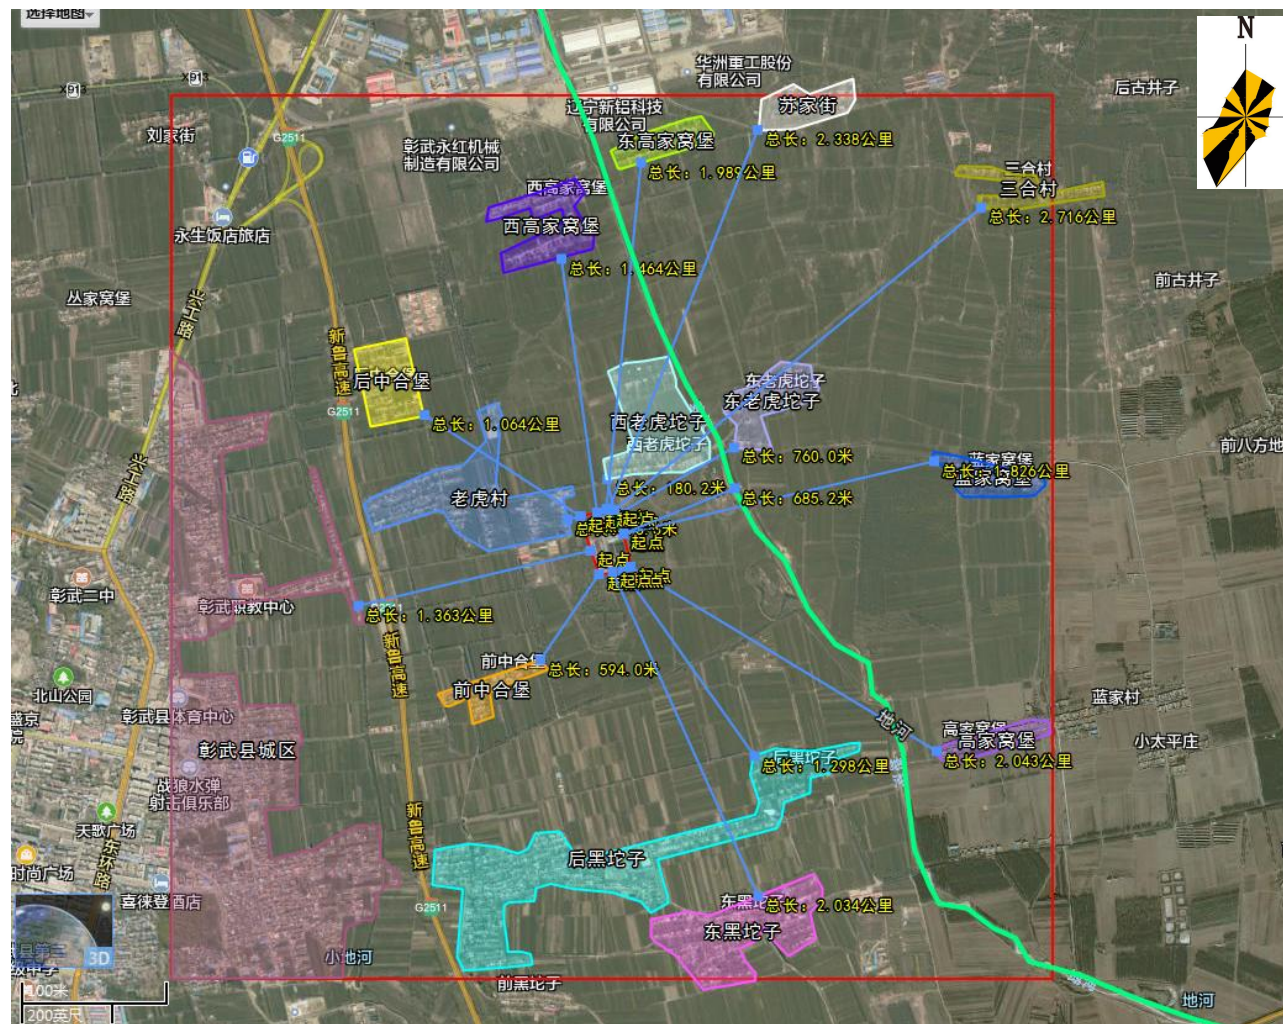 选择地图
N
华洲重工股份
有限公司
X913
X913
后古井子
苏家街
辽宁新铝科技
有限公司
刘家街
G2511
总长：2.338公里
东高家窝堡
彰武永红机械
制造有限公司
总长：1.989公里
三合村
三合村
西高家窝堡
总长：2.716公里
西高家窝堡
永生饭店旅店
总长：1.464公里
前古井子
丛家窝堡
新鲁高速
后中合堡
东老虎坨子
东老虎坨子
G2511
总长：1.064公里
西老虎坨子
西老虎坨子
前八方地
总长：760.0米
蓝家窝堡
总长：1.826公里
蓝家窝堡
总长：180.2米
总长：685.2米
老虎村
起点
起点
起点
起点
起点
起点
彰武二中
彰武职教中心
总长：1.363公里
新鲁高速
前中合堡
总长：594.0米
前中合堡
北山公园
彰武县体育中心
蓝家村
地河
高家窝堡
高家窝堡
小太平庄
彰武县城区
总长：2.043公里
后黑坨子
总长：1.298公里
战狼水弹
射击俱乐部
天歌广场
东环路
新鲁高速
后黑坨子
时尚广场
喜徕登酒店
G2511
东黑坨子
总长：2.034公里
东黑坨子
3D
小地河
前黑坨子
100米
200英尺
地河